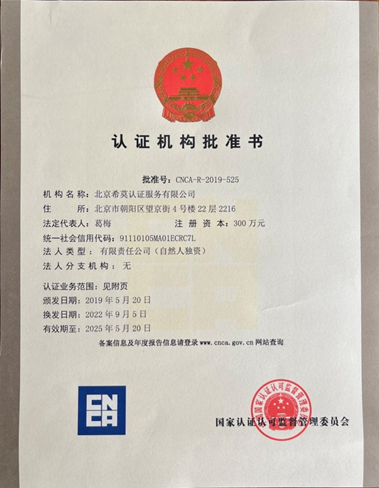 认证机构批准书
批准号：CNCA-R-2019-525
机构名称：北京希莫认证服务有限公司
住 所：北京市朝阳区望京街4号楼22层2216
法定代表人：葛梅 注 册 资 本：300万元
统一社会信用代码：91110105MA01ECRC7L
法人类型：有限责任公司（自然人独资）
法人分支机构：无
认证业务范围：见附页
颁发日期：2019年5月20日
换发日期：2022年9月5日
有效期至：2025年5月20日
备案信息及年度报告信息请登录www.cnca.gov.cn网站查询
CN
CA
国家认证认可监督管理委员会